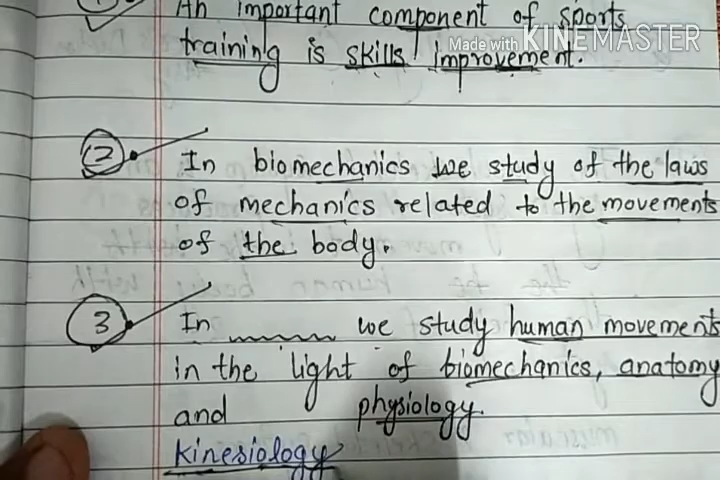 An important component of sports
training is skills improvement.
Made with KINEMASTER
2 In biomechanics we study of the laws
of mechanics related to the movements
of the body.
3 In ______ we study human movements
in the light of biomechanics, anatomy
and physiology.
Kinesiology